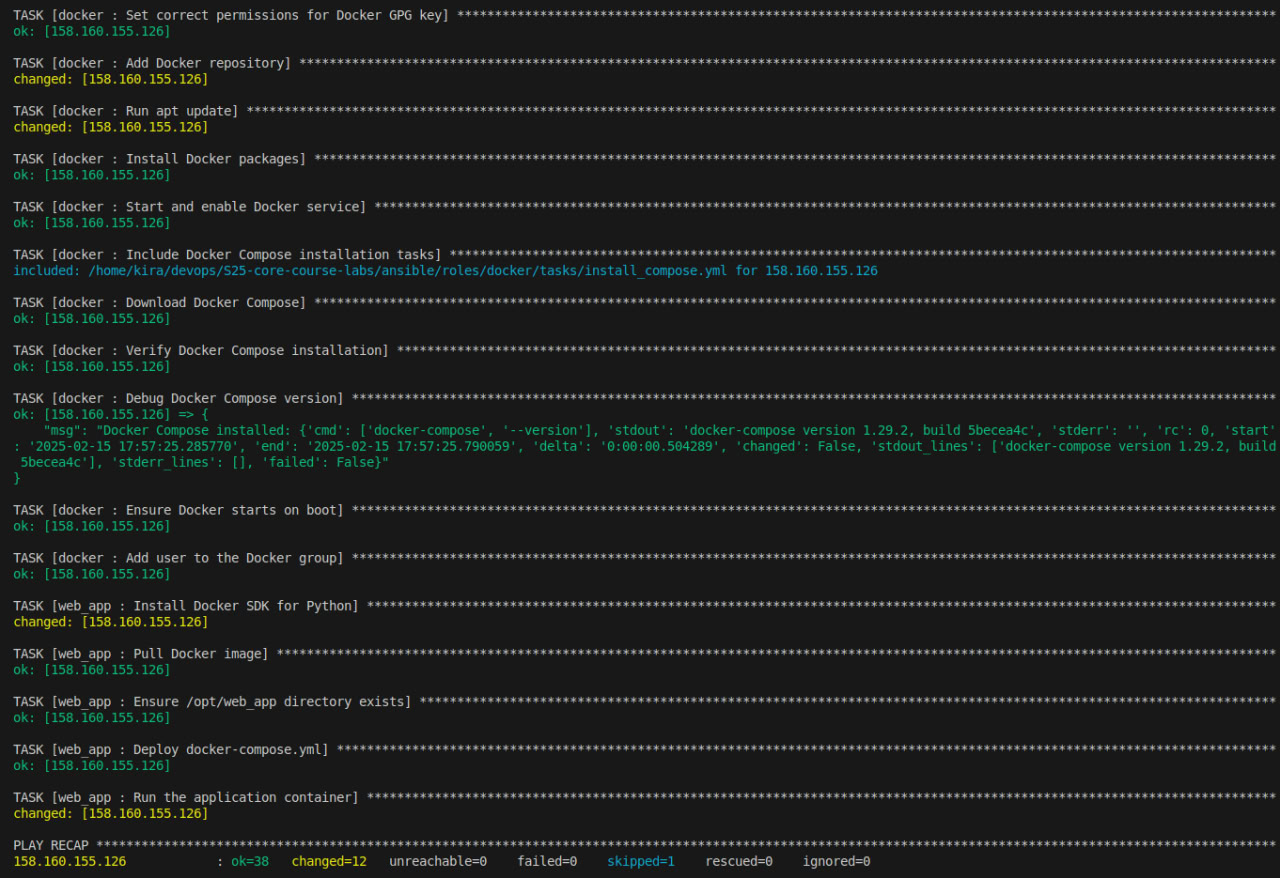 TASK [docker : Set correct permissions for Docker GPG key] *************************************************************************************************************
ok: [158.160.155.126]
TASK [docker : Add Docker repository] **********************************************************************************************************************************
changed: [158.160.155.126]
TASK [docker : Run apt update] *****************************************************************************************************************************************
changed: [158.160.155.126]
TASK [docker : Install Docker packages] ********************************************************************************************************************************
ok: [158.160.155.126]
TASK [docker : Start and enable Docker service] ************************************************************************************************************************
ok: [158.160.155.126]
TASK [docker : Include Docker Compose installation tasks] **************************************************************************************************************
included: /home/kira/devops/S25-core-course-labs/ansible/roles/docker/tasks/install_compose.yml for 158.160.155.126
TASK [docker : Download Docker Compose] ********************************************************************************************************************************
ok: [158.160.155.126]
TASK [docker : Verify Docker Compose installation] *********************************************************************************************************************
ok: [158.160.155.126]
TASK [docker : Debug Docker Compose version] ***************************************************************************************************************************
ok: [158.160.155.126] => {
"msg": "Docker Compose installed: {'cmd': ['docker-compose', '--version'], 'stdout': 'docker-compose version 1.29.2, build 5becea4c', 'stderr': '', 'rc': 0, 'start'
: '2025-02-15 17:57:25.285770', 'end': '2025-02-15 17:57:25.790059', 'delta': '0:00:00.504289', 'changed': False, 'stdout_lines': ['docker-compose version 1.29.2, build
5becea4c'], 'stderr_lines': [], 'failed': False}"
}
TASK [docker : Ensure Docker starts on boot] ***************************************************************************************************************************
ok: [158.160.155.126]
TASK [docker : Add user to the Docker group] ***************************************************************************************************************************
ok: [158.160.155.126]
TASK [web_app : Install Docker SDK for Python] *************************************************************************************************************************
changed: [158.160.155.126]
TASK [web_app : Pull Docker image] *************************************************************************************************************************************
ok: [158.160.155.126]
TASK [web_app : Ensure /opt/web_app directory exists] ******************************************************************************************************************
ok: [158.160.155.126]
TASK [web_app : Deploy docker-compose.yml] *****************************************************************************************************************************
ok: [158.160.155.126]
TASK [web_app : Run the application container] *************************************************************************************************************************
changed: [158.160.155.126]
PLAY RECAP *************************************************************************************************************************************************************
158.160.155.126 : ok=38 changed=12 unreachable=0 failed=0 skipped=1 rescued=0 ignored=0